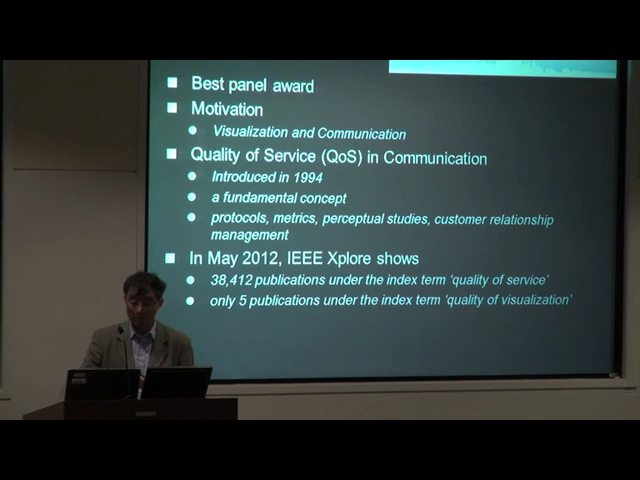 Best panel award
Motivation
Visualization and Communication
Quality of Service (QoS) in Communication
Introduced in 1994
a fundamental concept
protocols, metrics, perceptual studies, customer relationship
management
In May 2012, IEEE Xplore shows
38,412 publications under the index term ‘quality of service’
only 5 publications under the index term ‘quality of visualization’